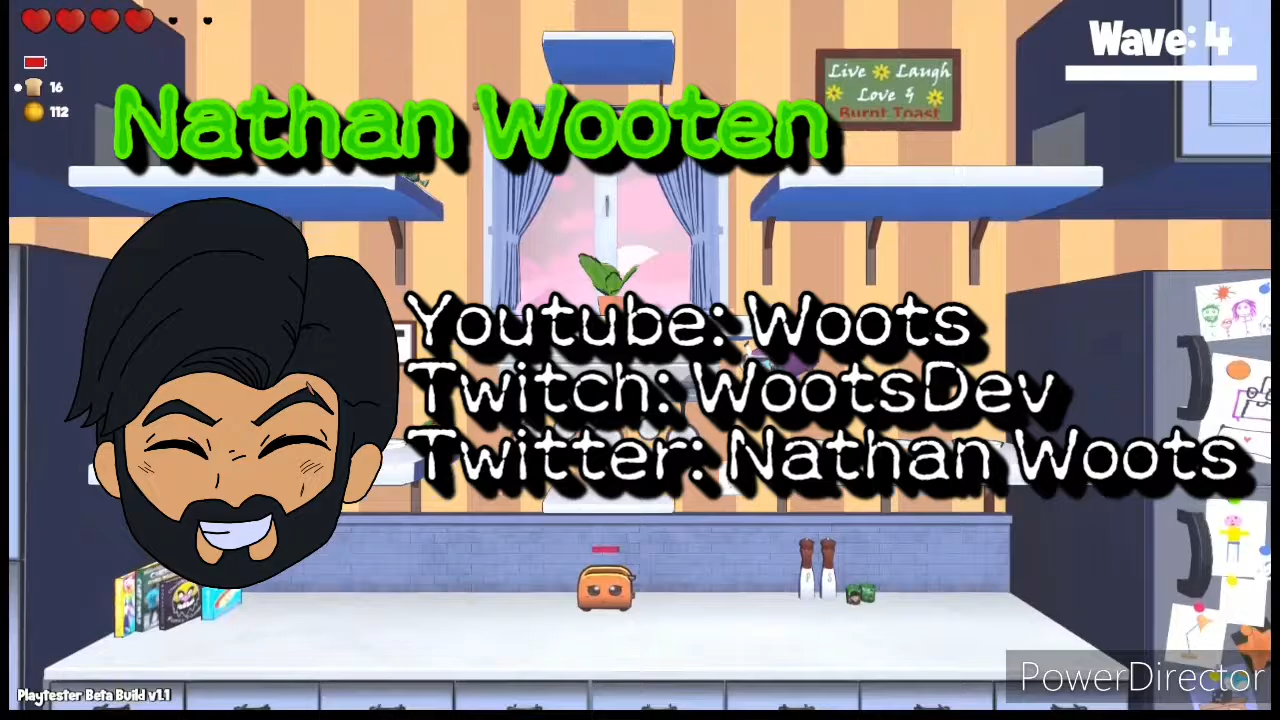 Wave: 4
16
112
Live Laugh
Love &
Burnt Toast
Nathan Wooten
Youtube: Woots
Twitch: WootsDev
Twitter: Nathan Woots
P S
Playtester Beta Build v1.1
PowerDirector